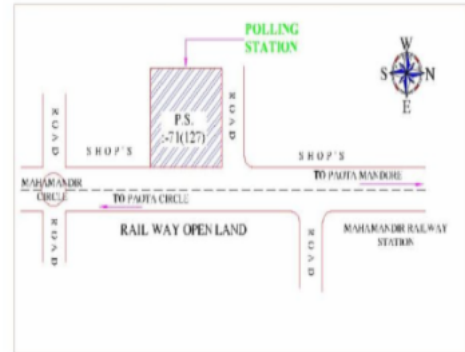 POLLING
STATION
W
S
N
E
P.S.
:-71(127)
ROAD
ROAD
SHOP'S
SHOP'S
MAHAMANDIR
CIRCLE
TO PAOTA MANDORE
TO PAOTA CIRCLE
ROAD
RAIL WAY OPEN LAND
ROAD
MAHAMANDIR RAILWAY
STATION